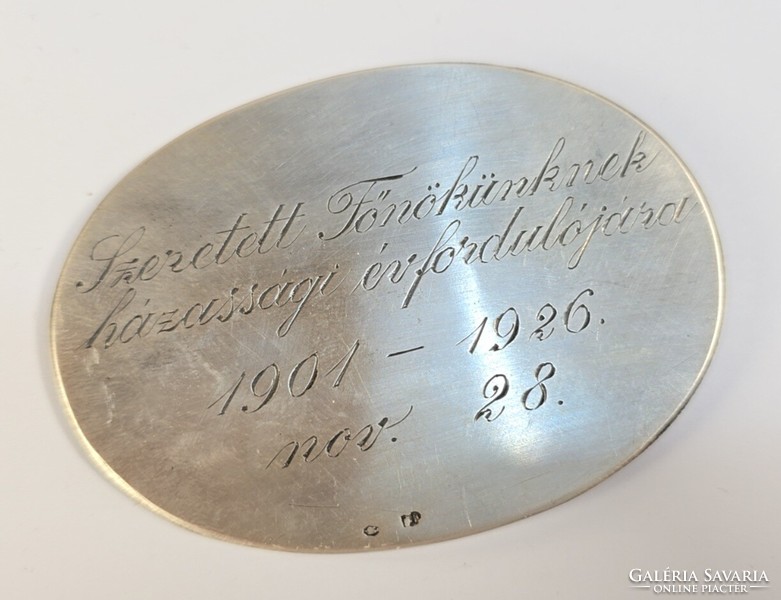 Szeretett Főnökünknek
házassági évfordulójára
1901 – 1926.
nov. 28.
GALÉRIA SAVARIA
ONLINE PIACTÉR